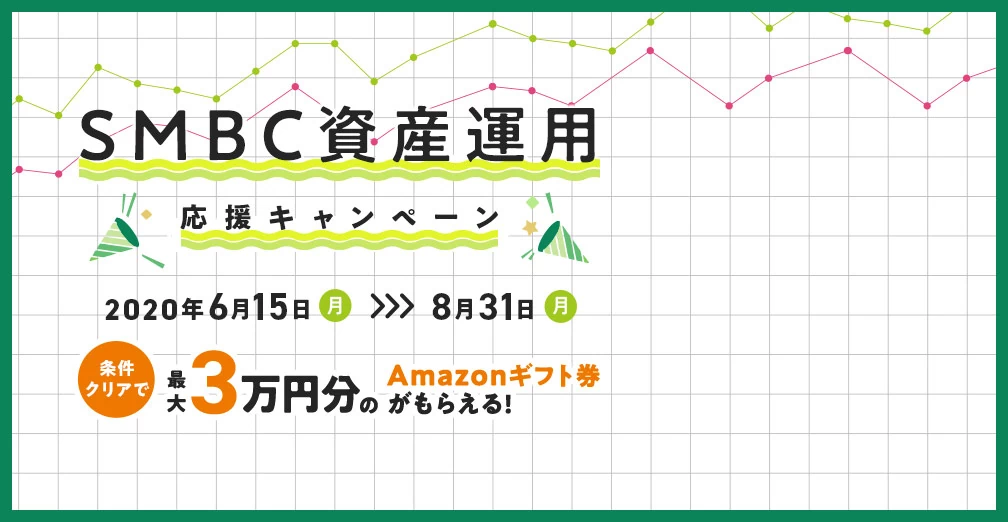 SMBC資産運用
応援キャンペーン
2020年6月15日 月 >>> 8月31日 月
条件
クリアで
最大3万円分の
Amazonギフト券
がもらえる!